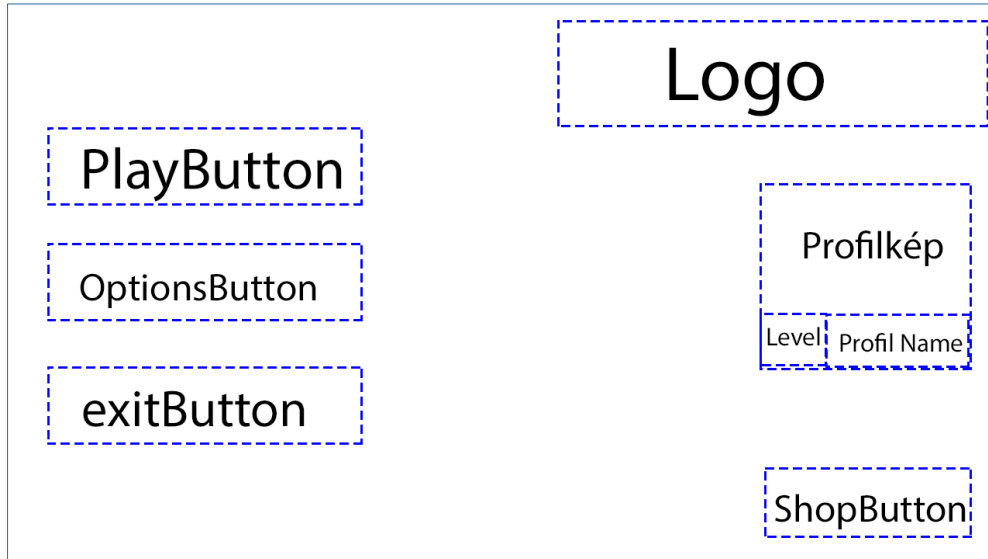 Logo
PlayButton
OptionsButton
exitButton
Profilkép
Level
Profil Name
ShopButton